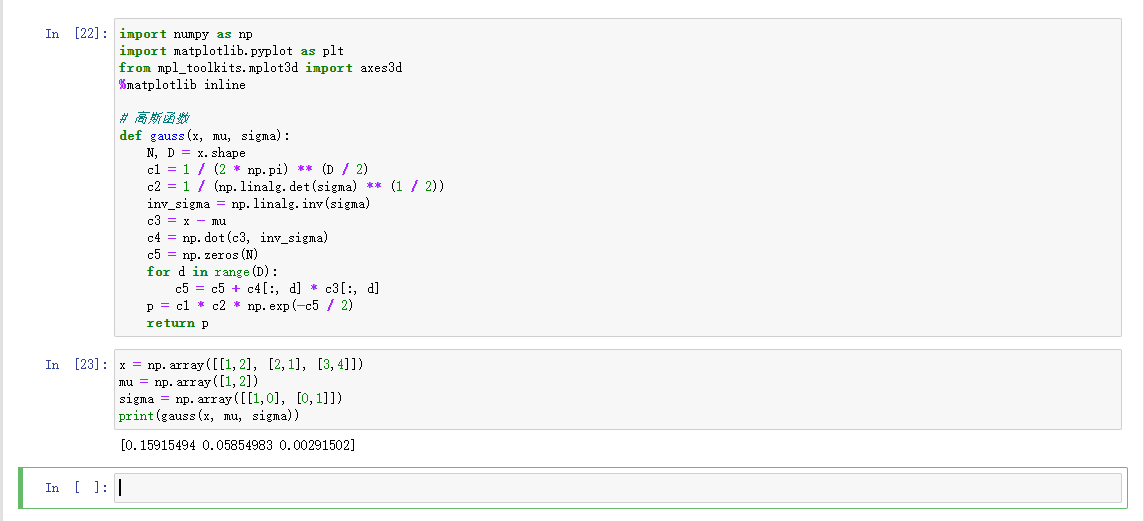 In [22]:
import numpy as np
import matplotlib.pyplot as plt
from mpl_toolkits.mplot3d import axes3d
%matplotlib inline
# 高斯函数
def gauss(x, mu, sigma):
    N, D = x.shape
    c1 = 1 / (2 * np.pi) ** (D / 2)
    c2 = 1 / (np.linalg.det(sigma) ** (1 / 2))
    inv_sigma = np.linalg.inv(sigma)
    c3 = x - mu
    c4 = np.dot(c3, inv_sigma)
    c5 = np.zeros(N)
    for d in range(D):
        c5 = c5 + c4[:, d] * c3[:, d]
    p = c1 * c2 * np.exp(-c5 / 2)
    return p
In [23]:
x = np.array([[1,2], [2,1], [3,4]])
mu = np.array([1,2])
sigma = np.array([[1,0], [0,1]])
print(gauss(x, mu, sigma))
[0.15915494 0.05854983 0.00291502]
In [ ]: